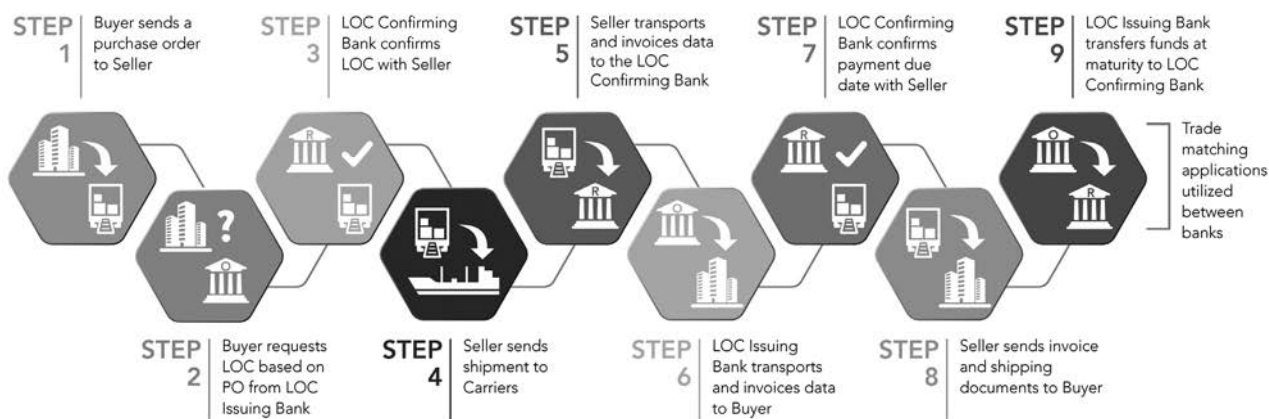 STEP
1
Buyer sends a
purchase order
to Seller
STEP
2
Buyer requests
LOC based on
PO from LOC
Issuing Bank
STEP
3
LOC Confirming
Bank confirms
LOC with Seller
STEP
4
Seller sends
shipment to
Carriers
STEP
5
Seller transports
and invoices data
to the LOC
Confirming Bank
STEP
6
LOC Issuing
Bank transports
and invoices data
to Buyer
STEP
7
LOC Confirming
Bank confirms
payment due
date with Seller
STEP
8
Seller sends invoice
and shipping
documents to Buyer
STEP
9
LOC Issuing Bank
transfers funds at
maturity to LOC
Confirming Bank
Trade
matching
applications
utilized
between
banks
?
O
R
R
O
R
O
R